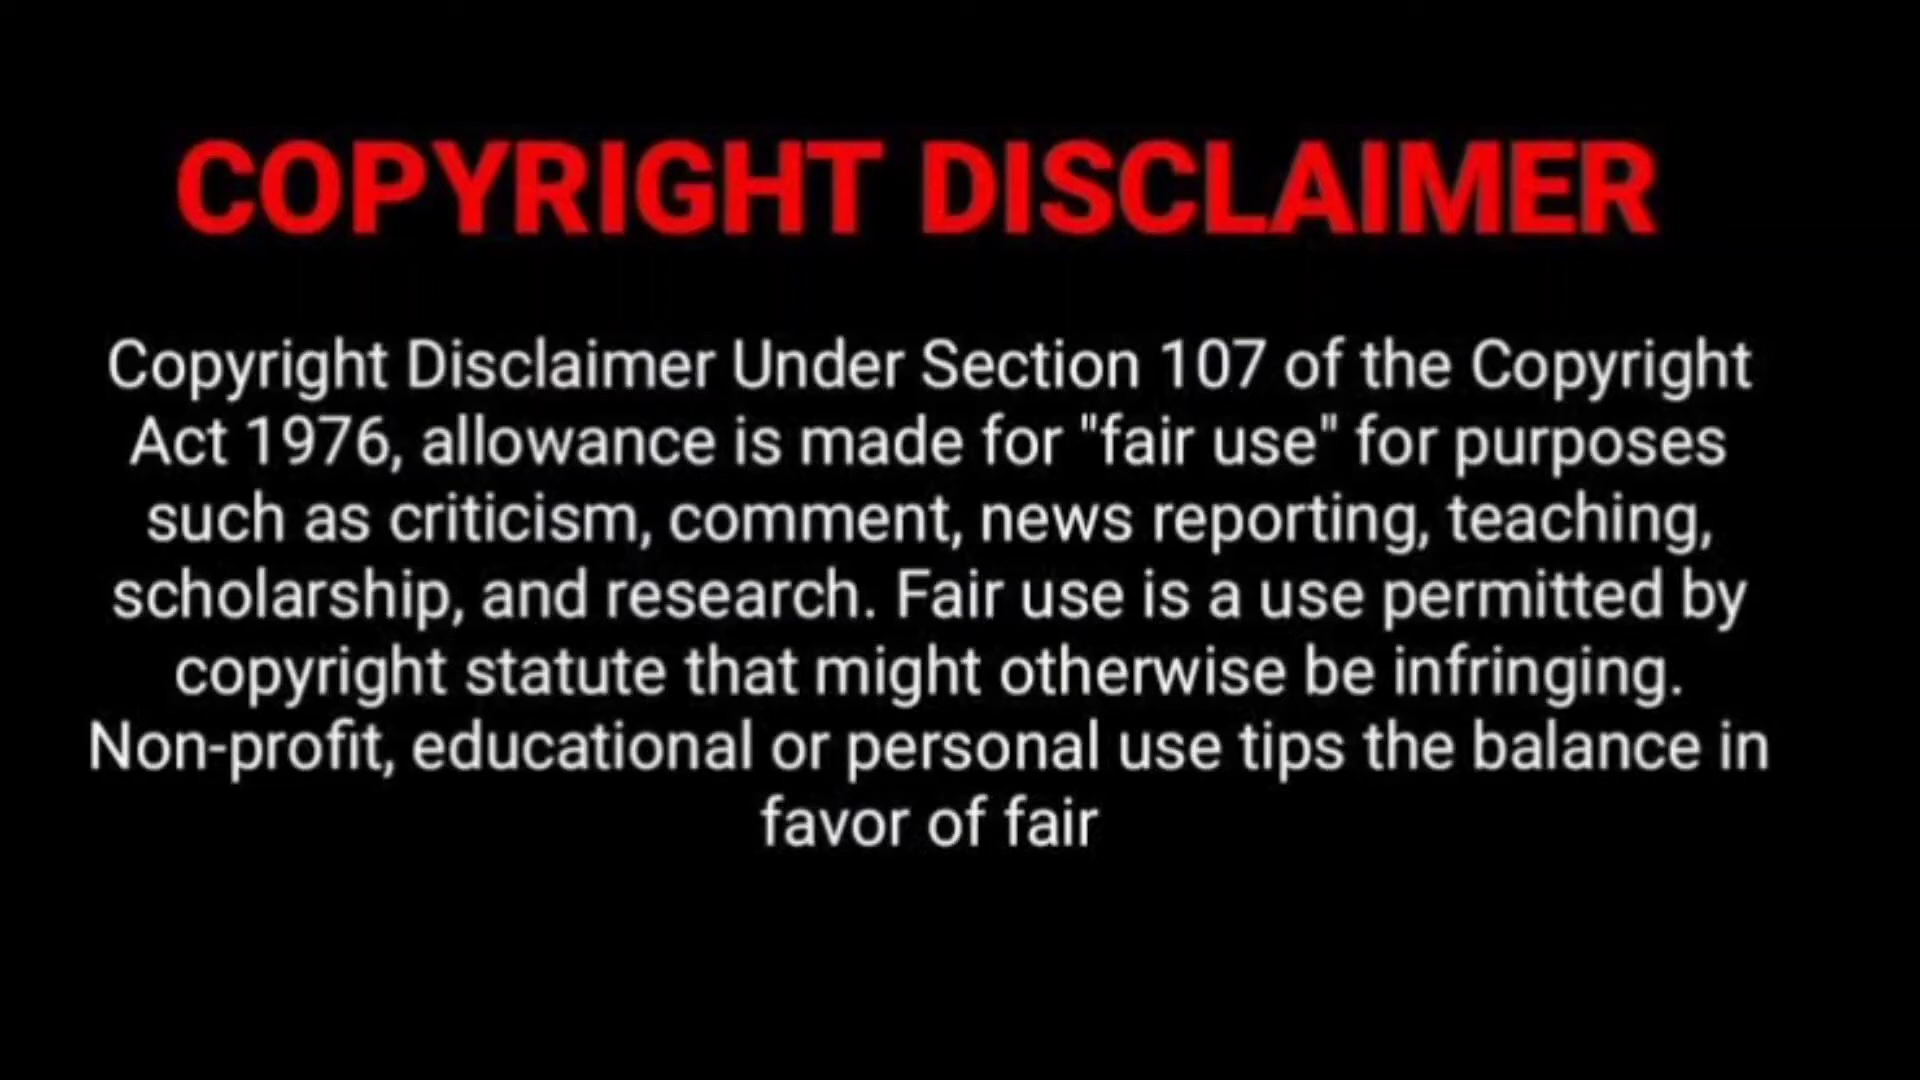 COPYRIGHT DISCLAIMER
Copyright Disclaimer Under Section 107 of the Copyright
Act 1976, allowance is made for "fair use" for purposes
such as criticism, comment, news reporting, teaching,
scholarship, and research. Fair use is a use permitted by
copyright statute that might otherwise be infringing.
Non-profit, educational or personal use tips the balance in
favor of fair